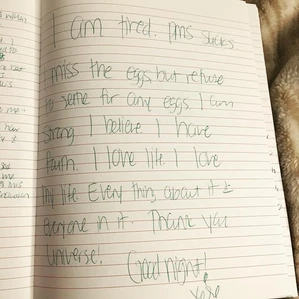 I am tired. PMS sucks
I miss the eggs but refuse
to settle for any eggs. I am
strong. I believe. I have
faith. I love life. I love
my life. Every thing about it &
everyone in it. Thank you
universe!
Good night!